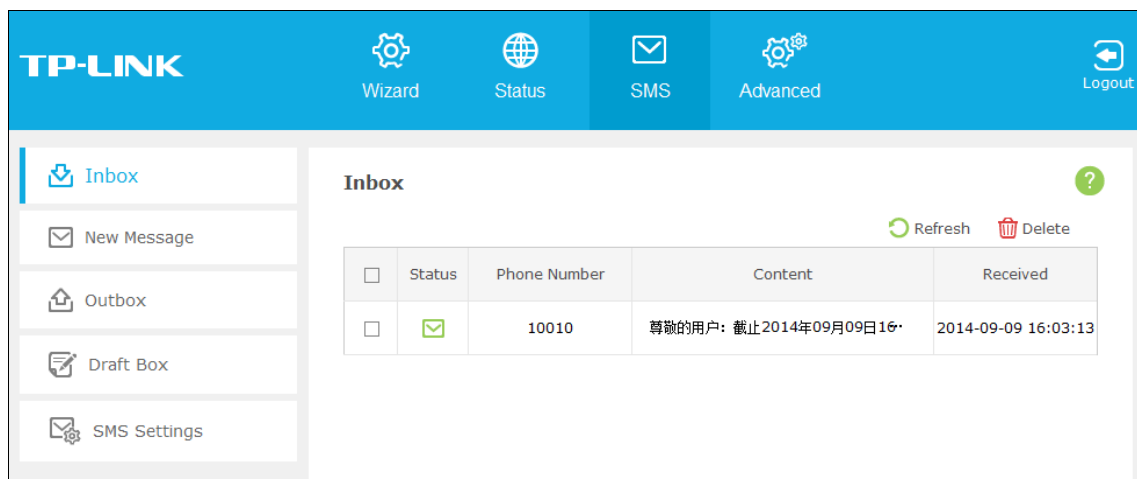 TP-LINK
Wizard
Status
SMS
Advanced
Logout
Inbox
New Message
Outbox
Draft Box
SMS Settings
Inbox
?
Refresh
Delete
Status Phone Number Content Received
10010 尊敬的用户：截止2014年09月09日16… 2014-09-09 16:03:13